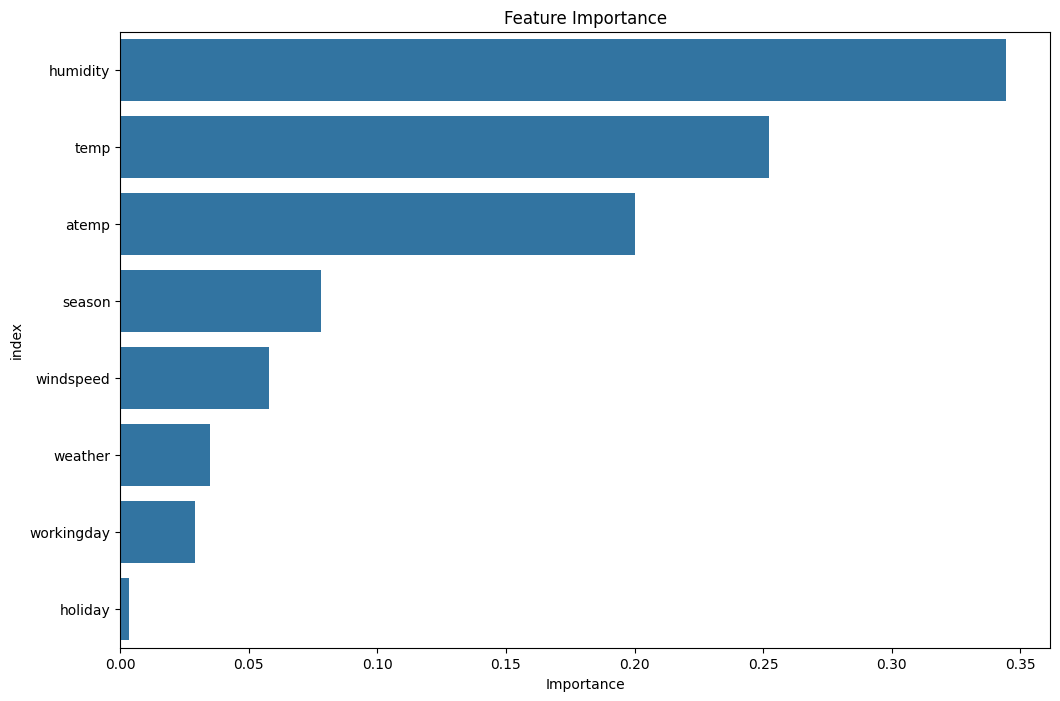 Feature Importance
humidity
temp
atemp
season
windspeed
weather
workingday
holiday
index
0.00 0.05 0.10 0.15 0.20 0.25 0.30 0.35
Importance